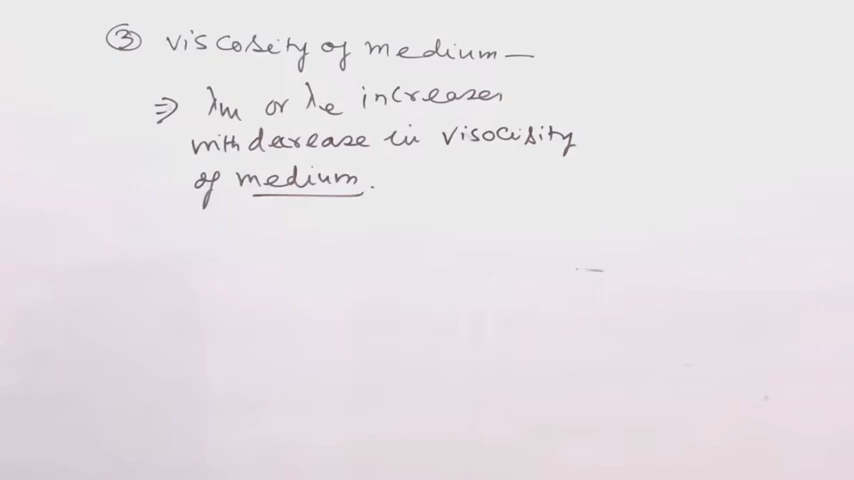 ③ viscosity of medium —
⇒ λm or λe increases
with decrease in visocisity
of medium.